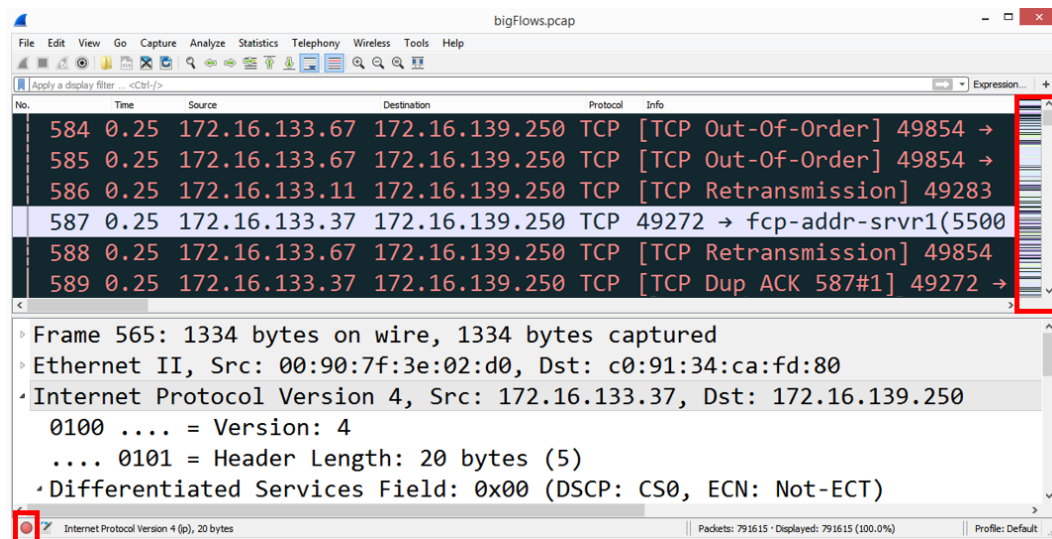 bigFlows.pcap
File Edit View Go Capture Analyze Statistics Telephony Wireless Tools Help
Apply a display filter ... <Ctrl-/> Expression... +
No. Time Source Destination Protocol Info
584 0.25 172.16.133.67 172.16.139.250 TCP [TCP Out-Of-Order] 49854 →
585 0.25 172.16.133.67 172.16.139.250 TCP [TCP Out-Of-Order] 49854 →
586 0.25 172.16.133.11 172.16.139.250 TCP [TCP Retransmission] 49283
587 0.25 172.16.133.37 172.16.139.250 TCP 49272 → fcp-addr-srvr1(5500
588 0.25 172.16.133.67 172.16.139.250 TCP [TCP Retransmission] 49854
589 0.25 172.16.133.37 172.16.139.250 TCP [TCP Dup ACK 587#1] 49272 →
Frame 565: 1334 bytes on wire, 1334 bytes captured
Ethernet II, Src: 00:90:7f:3e:02:d0, Dst: c0:91:34:ca:fd:80
Internet Protocol Version 4, Src: 172.16.133.37, Dst: 172.16.139.250
0100 .... = Version: 4
.... 0101 = Header Length: 20 bytes (5)
Differentiated Services Field: 0x00 (DSCP: CS0, ECN: Not-ECT)
Internet Protocol Version 4 (ip), 20 bytes Packets: 791615 · Displayed: 791615 (100.0%) Profile: Default